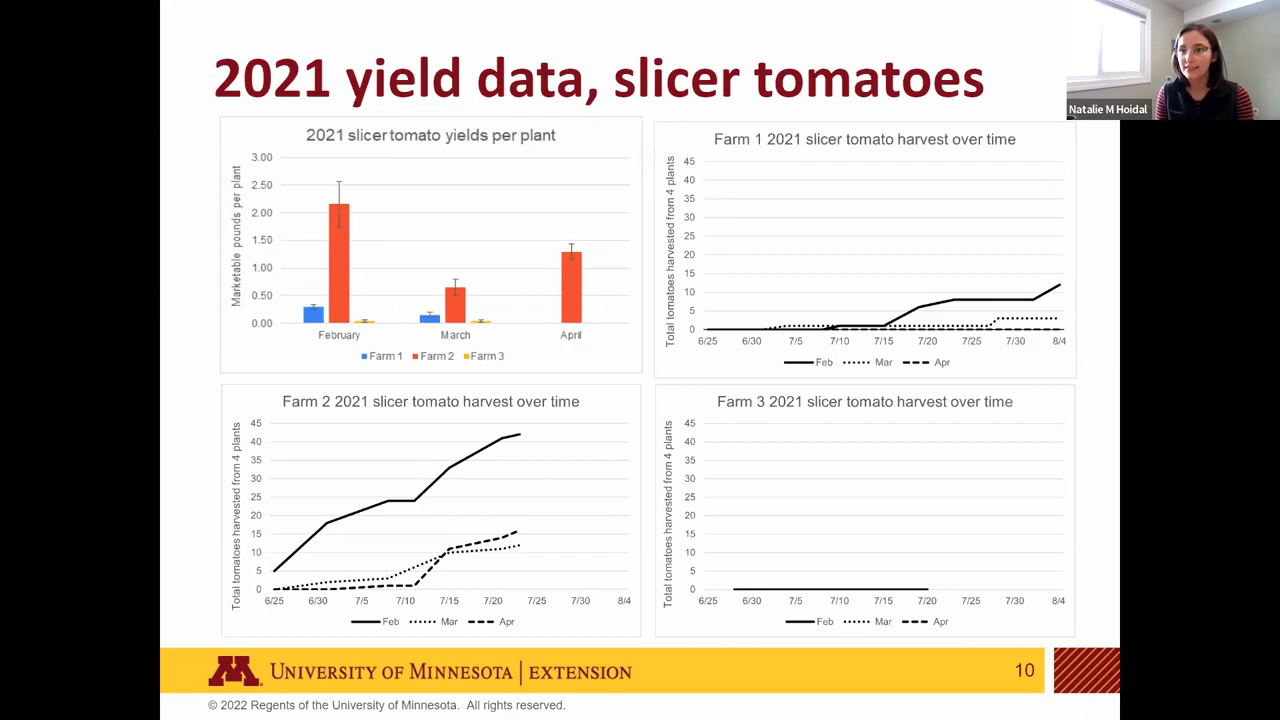 2021 yield data, slicer tomatoes
Natalie M Hoidal
2021 slicer tomato yields per plant
Marketable pounds per plant
3.00
2.50
2.00
1.50
1.00
0.50
0.00
February March April
Farm 1 Farm 2 Farm 3
Farm 1 2021 slicer tomato harvest over time
Total tomatoes harvested from 4 plants
45
40
35
30
25
20
15
10
5
0
6/25 6/30 7/5 7/10 7/15 7/20 7/25 7/30 8/4
Feb Mar Apr
Farm 2 2021 slicer tomato harvest over time
Total tomatoes harvested from 4 plants
45
40
35
30
25
20
15
10
5
0
6/25 6/30 7/5 7/10 7/15 7/20 7/25 7/30 8/4
Feb Mar Apr
Farm 3 2021 slicer tomato harvest over time
Total tomatoes harvested from 4 plants
45
40
35
30
25
20
15
10
5
0
6/25 6/30 7/5 7/10 7/15 7/20 7/25 7/30 8/4
Feb Mar Apr
M UNIVERSITY OF MINNESOTA | EXTENSION
10
© 2022 Regents of the University of Minnesota. All rights reserved.